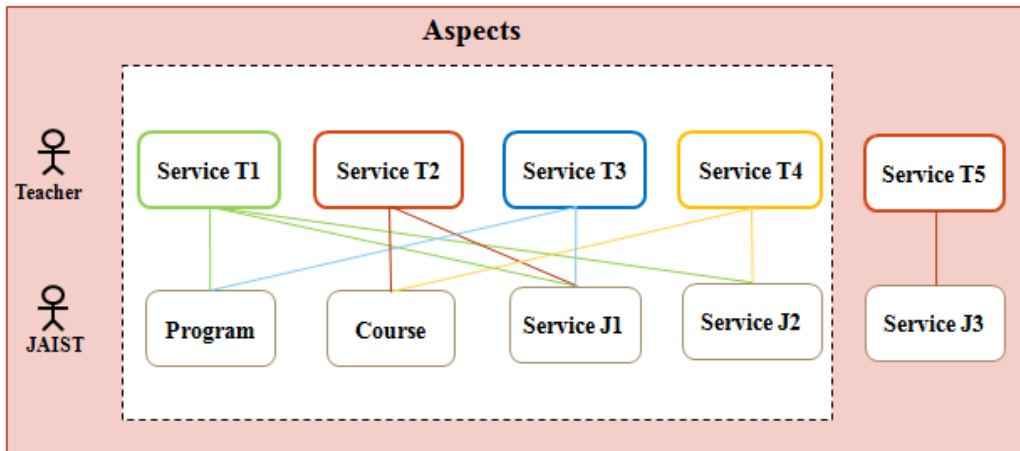 Aspects
Teacher
Service T1
Service T2
Service T3
Service T4
Service T5
JAIST
Program
Course
Service J1
Service J2
Service J3